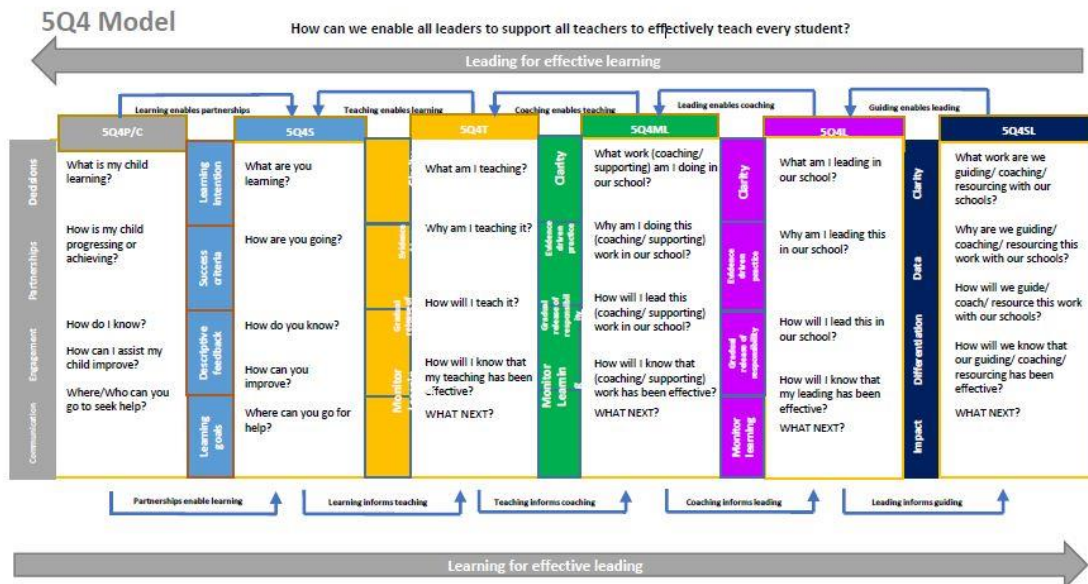 5Q4 Model
How can we enable all leaders to support all teachers to effectively teach every student?
Leading for effective learning
Learning enables partnerships
Teaching enables learning
Coaching enables teaching
Leading enables coaching
Guiding enables leading
5Q4P/C
5Q4S
5Q4T
5Q4ML
5Q4L
5Q4SL
Decisions
Partnerships
Engagement
Communication
What is my child
learning?
How is my child
progressing or
achieving?
How do I know?
How can I assist my
child improve?
Where/Who can you
go to seek help?
Learning
Intention
Success
criteria
Descriptive
feedback
Learning
goals
What are you
learning?
How are you going?
How do you know?
How can you
improve?
Where can you go for
help?
Monitor
What am I teaching?
Why am I teaching it?
How will I teach it?
How will I know that
my teaching has been
effective?
WHAT NEXT?
Clarity
Evidence
driven
practice
Gradual
release of
responsibili
ty
Monitor
Learnin
g
What work (coaching/
supporting) am I doing in
our school?
Why am I doing this
(coaching/ supporting)
work in our school?
How will I lead this
(coaching/ supporting)
work in our school?
How will I know that
(coaching/ supporting)
work has been effective?
WHAT NEXT?
Clarity
Evidence
driven
practice
Gradual
release of
responsibility
Monitor
learning
What am I leading in
our school?
Why am I leading this
in our school?
How will I lead this in
our school?
How will I know that
my leading has been
effective?
WHAT NEXT?
Clarity
Data
Differentiation
Impact
What work are we
guiding/ coaching/
resourcing with our
schools?
Why are we guiding/
coaching/ resourcing this
work with our schools?
How will we guide/
coach/ resource this work
with our schools?
How will we know that
our guiding/ coaching/
resourcing has been
effective?
WHAT NEXT?
Partnerships enable learning
Learning informs teaching
Teaching informs coaching
Coaching informs leading
Leading informs guiding
Learning for effective leading